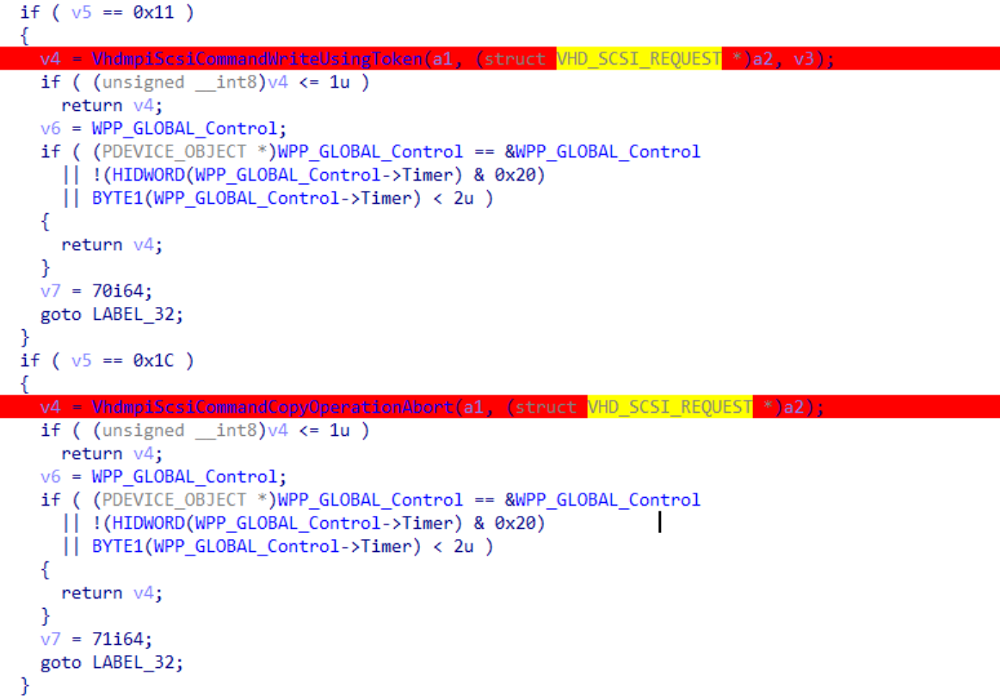 if ( v5 == 0x11 )
{
v4 = VhdmpiScsiCommandWriteUsingToken(a1, (struct VHD_SCSI_REQUEST *)a2, v3);
if ( (unsigned __int8)v4 <= 1u )
return v4;
v6 = WPP_GLOBAL_Control;
if ( (PDEVICE_OBJECT *)WPP_GLOBAL_Control == &WPP_GLOBAL_Control
|| !(HIDWORD(WPP_GLOBAL_Control->Timer) & 0x20)
|| BYTE1(WPP_GLOBAL_Control->Timer) < 2u )
{
return v4;
}
v7 = 70i64;
goto LABEL_32;
}
if ( v5 == 0x1C )
{
v4 = VhdmpiScsiCommandCopyOperationAbort(a1, (struct VHD_SCSI_REQUEST *)a2);
if ( (unsigned __int8)v4 <= 1u )
return v4;
v6 = WPP_GLOBAL_Control;
if ( (PDEVICE_OBJECT *)WPP_GLOBAL_Control == &WPP_GLOBAL_Control
|| !(HIDWORD(WPP_GLOBAL_Control->Timer) & 0x20)
|| BYTE1(WPP_GLOBAL_Control->Timer) < 2u )
{
return v4;
}
v7 = 71i64;
goto LABEL_32;
}